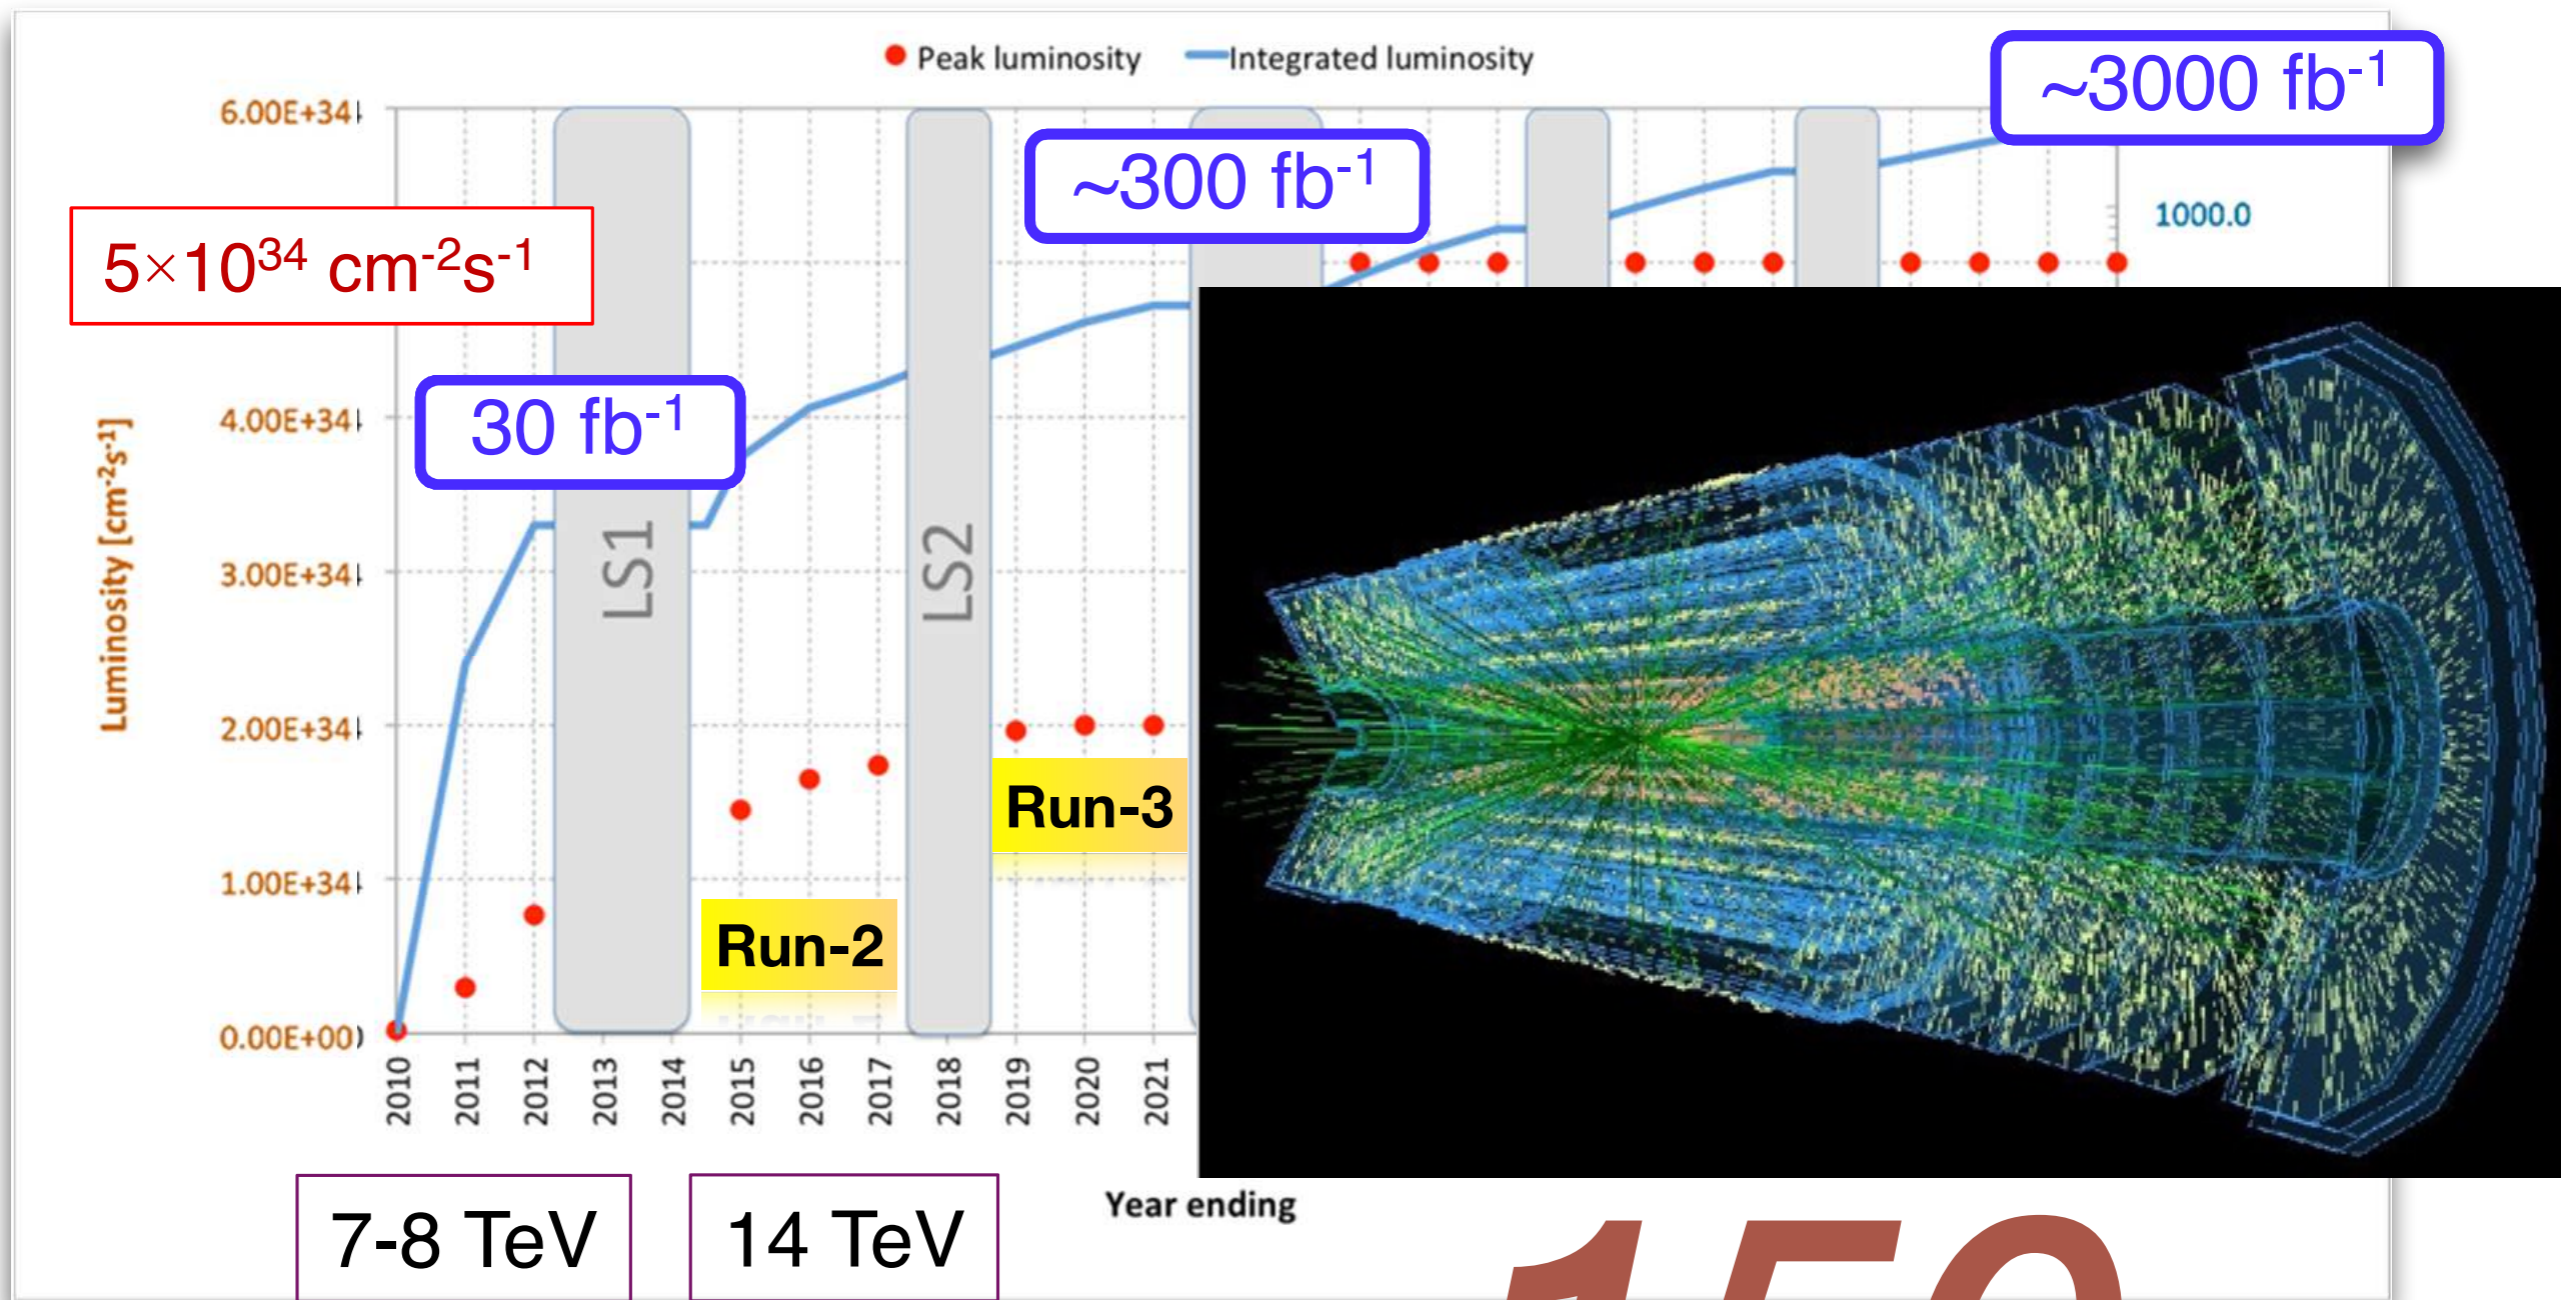 Peak luminosity
Integrated luminosity
~3000 fb-1
6.00E+34
~300 fb-1
1000.0
5×10³⁴ cm-2s-1
4.00E+34
30 fb-1
Luminosity [cm-2s-1]
3.00E+34
LS1
LS2
2.00E+34
Run-3
1.00E+34
Run-2
0.00E+00
2010 2011 2012 2013 2014 2015 2016 2017 2018 2019 2020 2021
Year ending
7-8 TeV
14 TeV